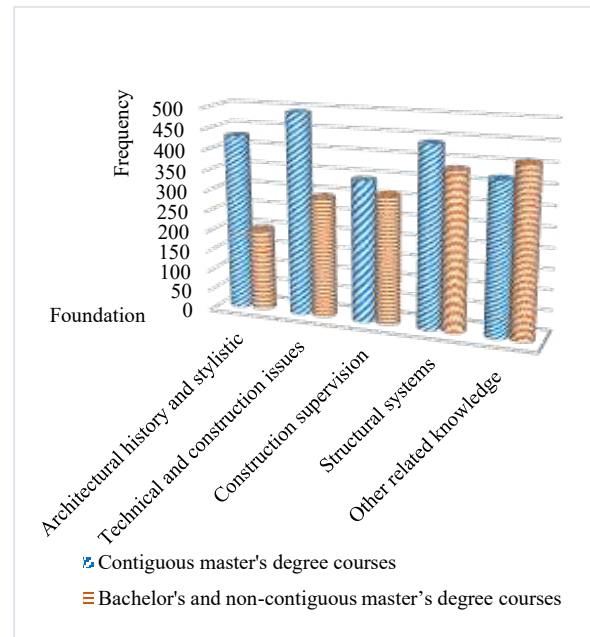 Frequency
500
450
400
350
300
250
200
150
100
50
0
Foundation
Architectural history and stylistic
Technical and construction issues
Construction supervision
Structural systems
Other related knowledge
Contiguous master's degree courses
Bachelor's and non-contiguous master’s degree courses